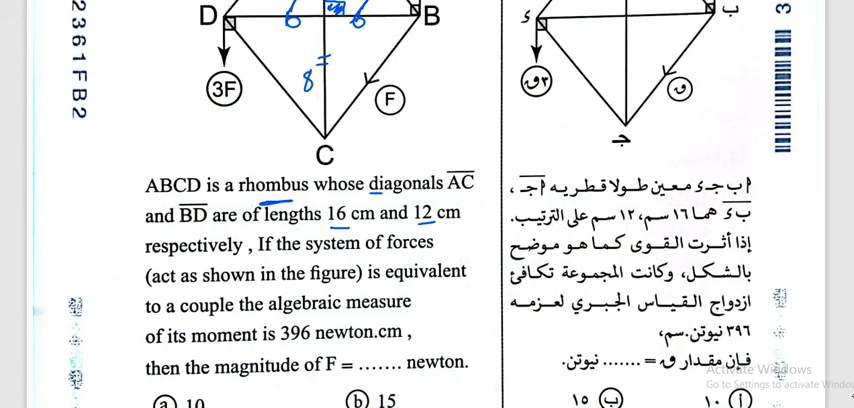 D
6
6
B
8
3F
F
C
ABCD is a rhombus whose diagonals AC
and BD are of lengths 16 cm and 12 cm
respectively , If the system of forces
(act as shown in the figure) is equivalent
to a couple the algebraic measure
of its moment is 396 newton.cm ,
then the magnitude of F = ....... newton.
(a) 10
(b) 15
2361FB2
ء
ب
٣ق
ق
جـ
٣
أ ب جـ ء معين طولا قطريه أجـ ،
بء هما ١٦ سم، ١٢ سم على الترتيب.
إذا أثرت القوى كما هو موضح
بالشكل، وكانت المجموعة تكافئ
ازدواج القياس الجبري لعزمه
٣٩٦ نيوتن.سم،
فإن مقدار ق = ....... نيوتن.
أ ١٠
ب ١٥
Activate Windows
Go to Settings to activate Windows